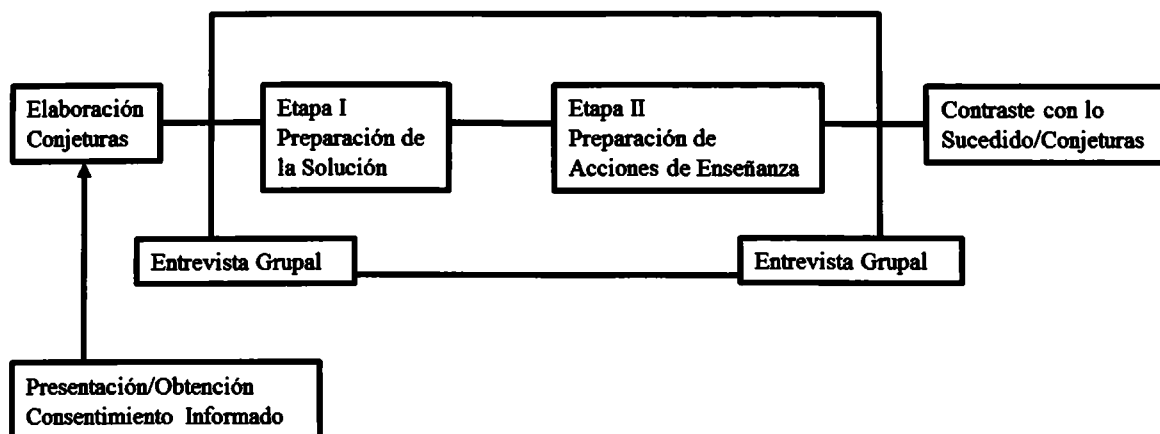 Elaboración
Conjeturas
Etapa I
Preparación de
la Solución
Etapa II
Preparación de
Acciones de Enseñanza
Contraste con lo
Sucedido/Conjeturas
Entrevista Grupal
Entrevista Grupal
Presentación/Obtención
Consentimiento Informado